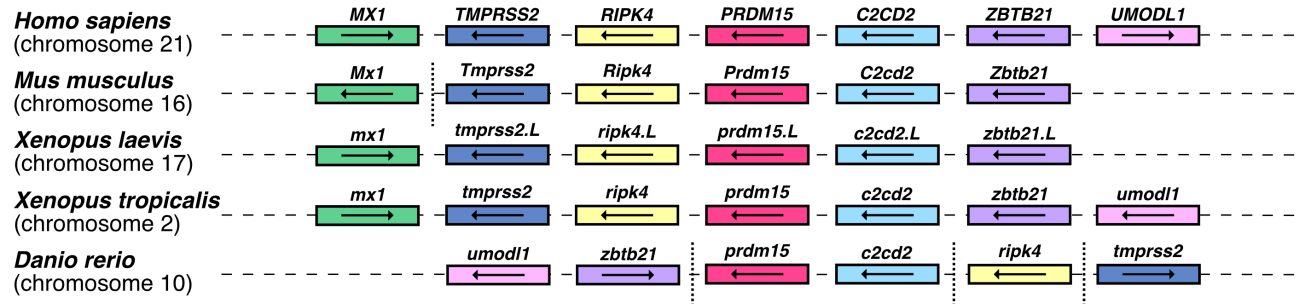 Homo sapiens
(chromosome 21)
MX1 TMPRSS2 RIPK4 PRDM15 C2CD2 ZBTB21 UMODL1
Mus musculus
(chromosome 16)
Mx1 Tmprss2 Ripk4 Prdm15 C2cd2 Zbtb21
Xenopus laevis
(chromosome 17)
mx1 tmprss2.L ripk4.L prdm15.L c2cd2.L zbtb21.L
Xenopus tropicalis
(chromosome 2)
mx1 tmprss2 ripk4 prdm15 c2cd2 zbtb21 umodl1
Danio rerio
(chromosome 10)
umodl1 zbtb21 prdm15 c2cd2 ripk4 tmprss2